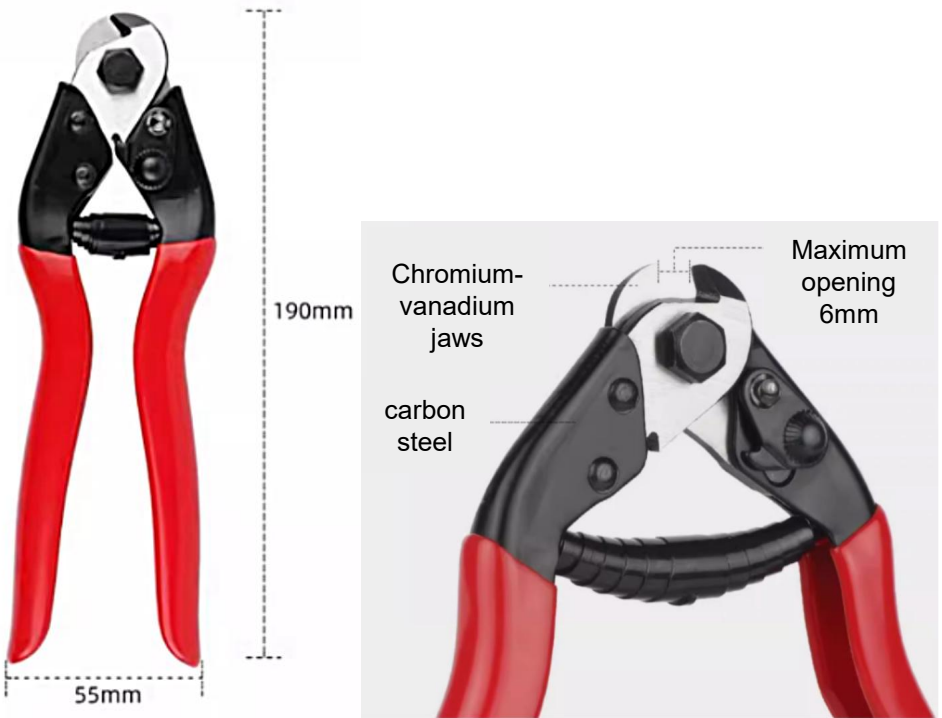 190mm
55mm
Chromium-
vanadium
jaws
Maximum
opening
6mm
carbon
steel